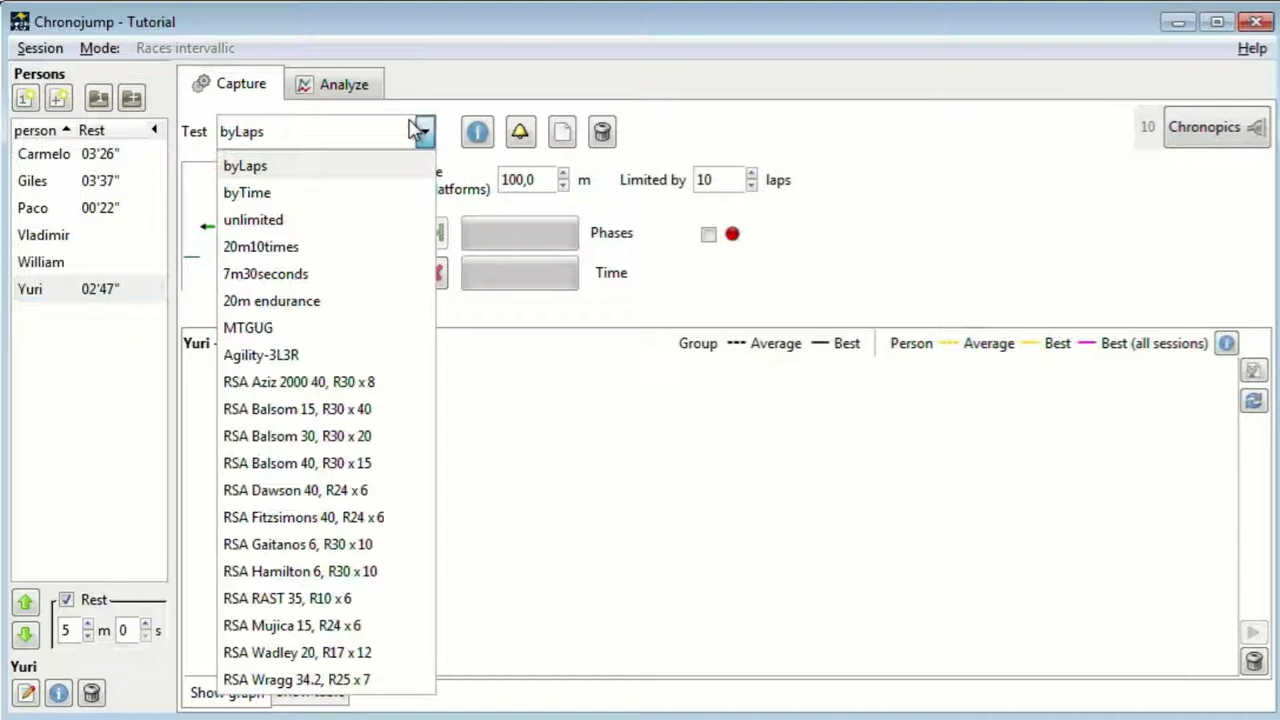 Chronojump - Tutorial
Session Mode: Races intervallic Help
Persons
person Rest
Carmelo 03'26"
Giles 03'37"
Paco 00'22"
Vladimir
William
Yuri 02'47"
Rest
5 m 0 s
Yuri
Capture Analyze
Test byLaps
10 Chronopics
byLaps
byTime
unlimited
20m10times
7m30seconds
20m endurance
MTGUG
Agility-3L3R
RSA Aziz 2000 40, R30 x 8
RSA Balsom 15, R30 x 40
RSA Balsom 30, R30 x 20
RSA Balsom 40, R30 x 15
RSA Dawson 40, R24 x 6
RSA Fitzsimons 40, R24 x 6
RSA Gaitanos 6, R30 x 10
RSA Hamilton 6, R30 x 10
RSA RAST 35, R10 x 6
RSA Mujica 15, R24 x 6
RSA Wadley 20, R17 x 12
RSA Wragg 34.2, R25 x 7
100,0 m Limited by 10 laps
Phases
Time
Yuri -
Group Average Best Person Average Best Best (all sessions)